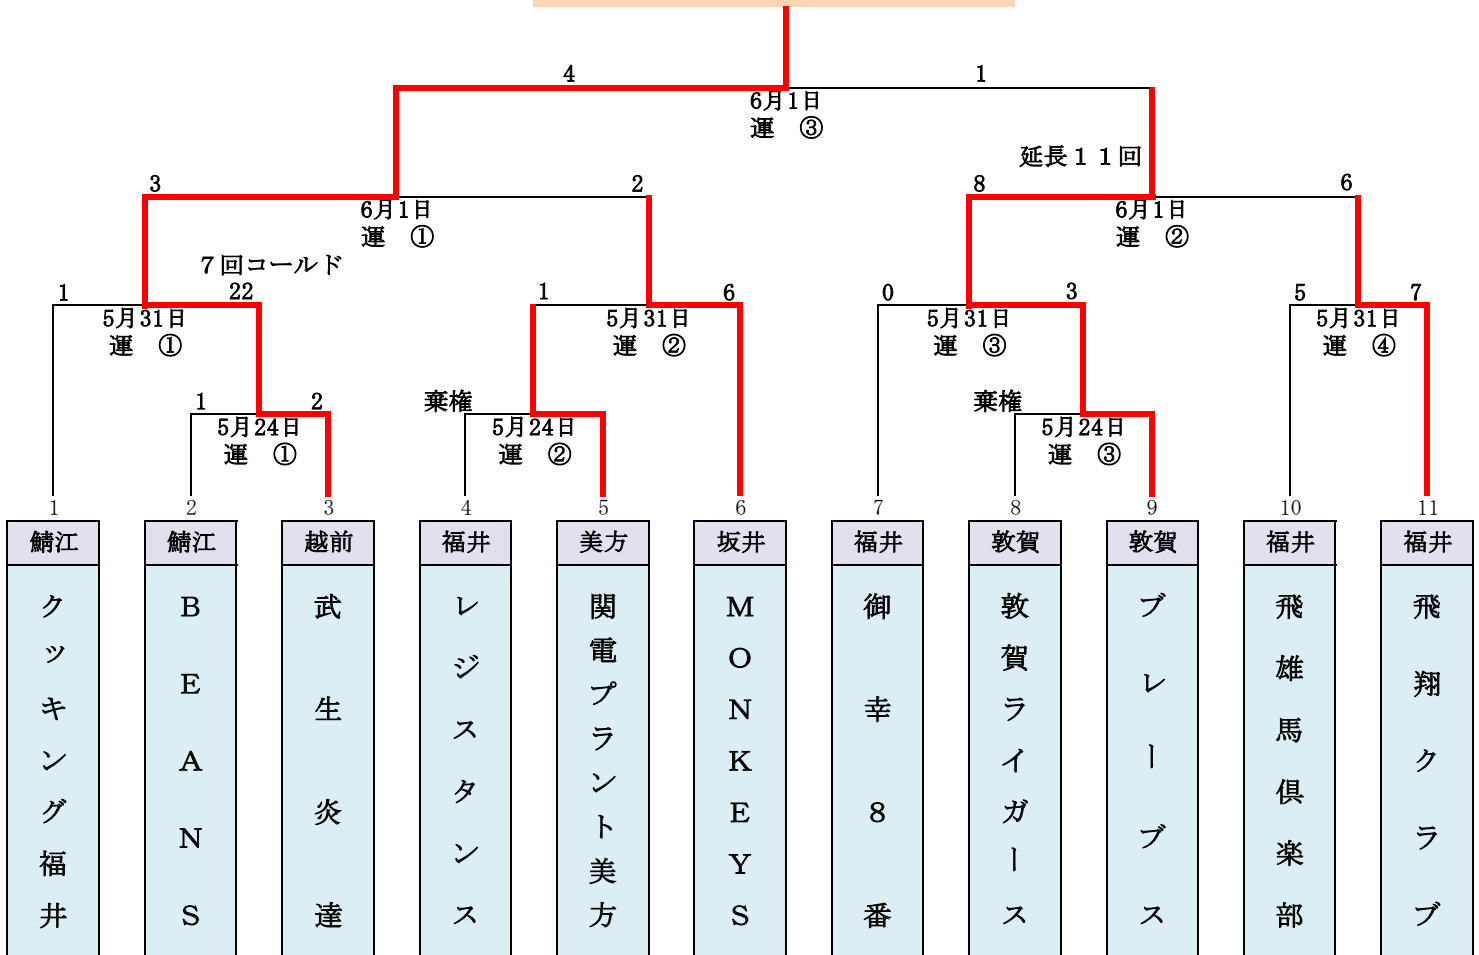 4
1
6月1日
運 ③
延長１１回
3
2
8
6
6月1日
運 ①
6月1日
運 ②
７回コールド
1
22
1
6
0
3
5
7
5月31日
運 ①
5月31日
運 ②
5月31日
運 ③
5月31日
運 ④
1
2
棄権
棄権
5月24日
運 ①
5月24日
運 ②
5月24日
運 ③
1
2
3
4
5
6
7
8
9
10
11
鯖江
鯖江
越前
福井
美方
坂井
福井
敦賀
敦賀
福井
福井
クッキング福井
ＢＥＡＮＳ
武生炎達
レジスタンス
関電プラント美方
ＭＯＮＫＥＹＳ
御幸８番
敦賀ライガース
ブレーブス
飛雄馬倶楽部
飛翔クラブ